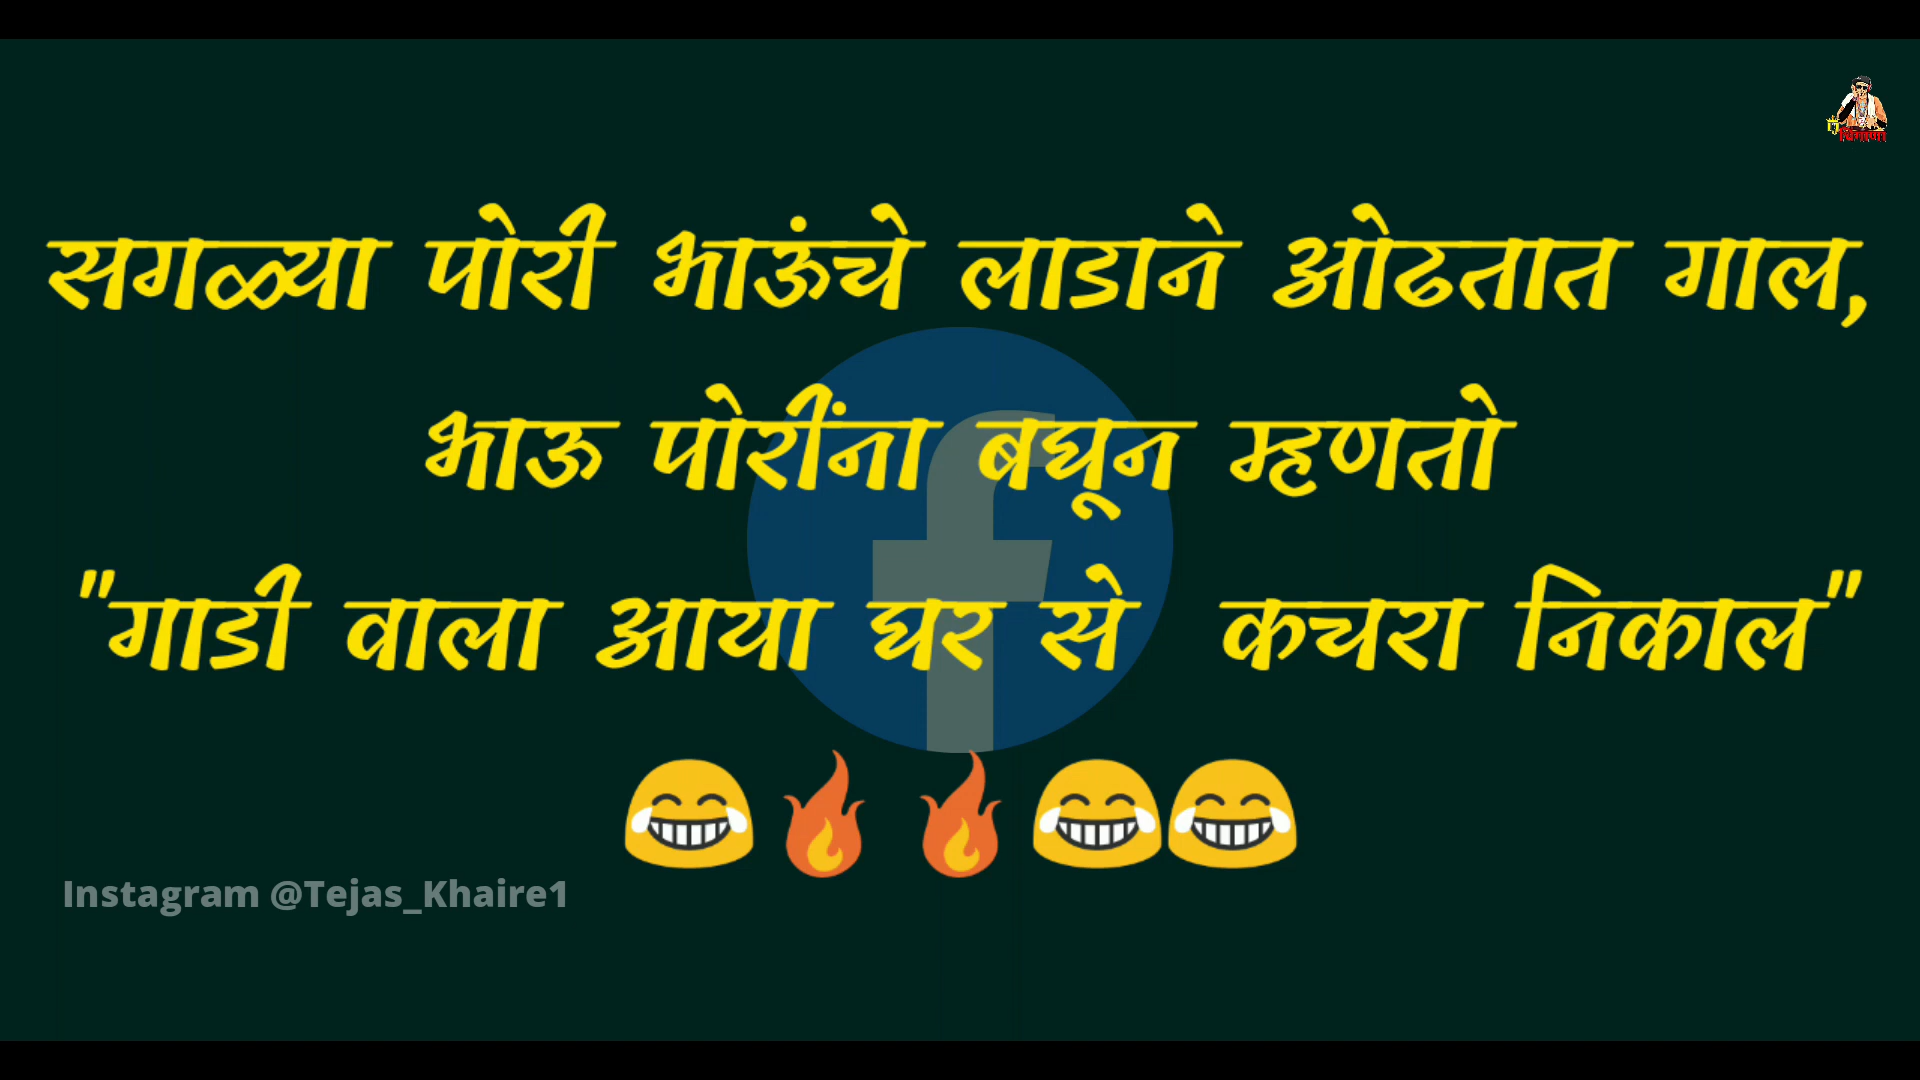 सगळ्या पोरी भाऊंचे लाडाने ओढतात गाल,
भाऊ पोरींना बघून म्हणतो
"गाडी वाला आया घर से कचरा निकाल"
😂🔥 🔥😂😂
Instagram @Tejas_Khaire1